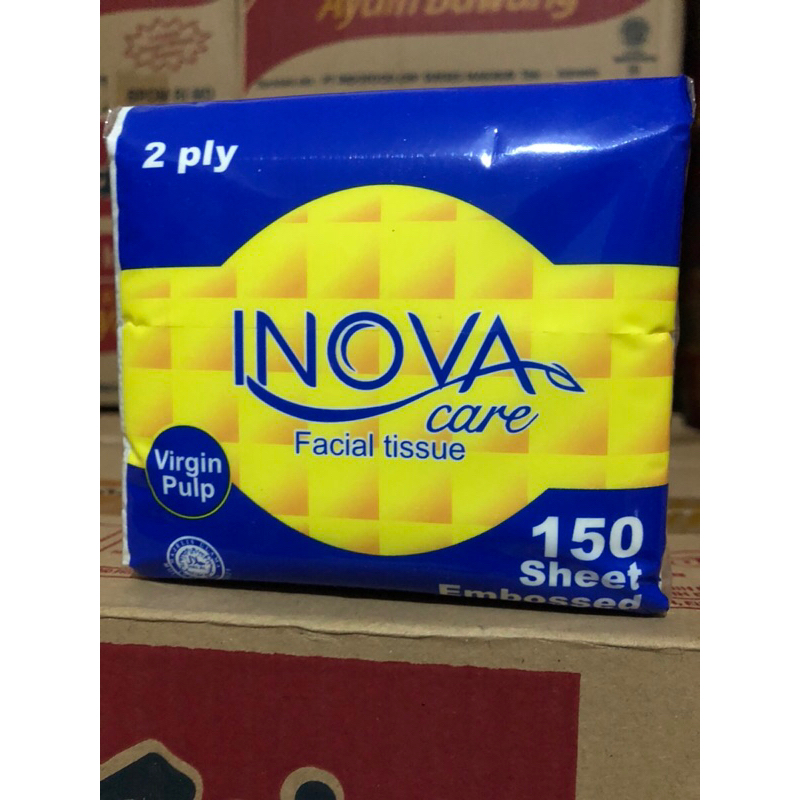 Ayam Bawang
2 ply
INOVA
care
Facial tissue
Virgin
Pulp
150
Sheet
Embossed